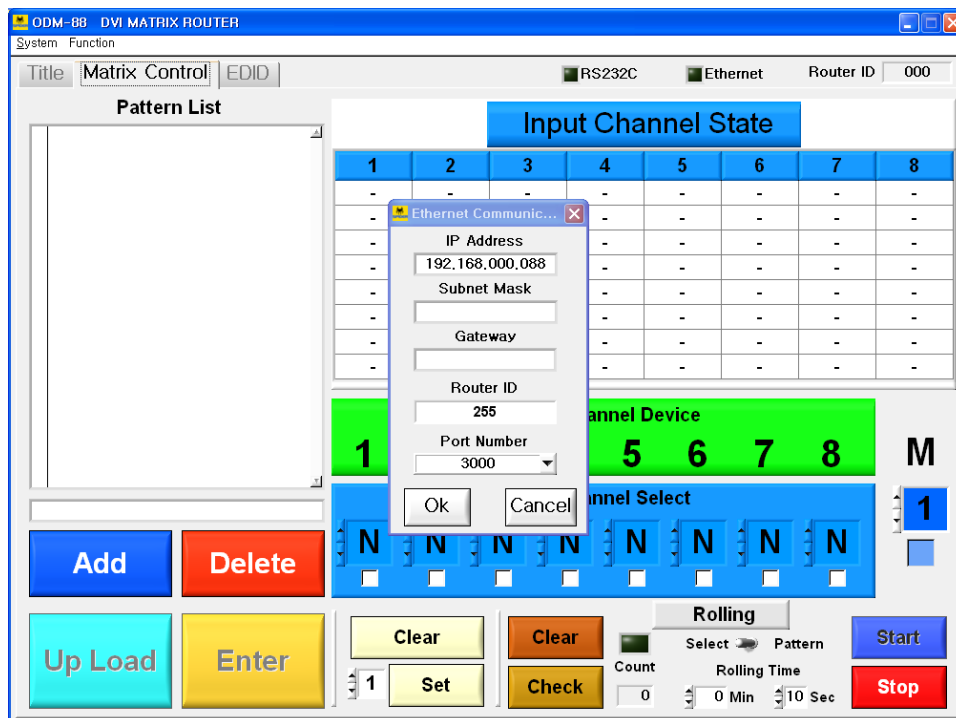 ODM-88 DVI MATRIX ROUTER
System Function
Title Matrix Control EDID RS232C Ethernet Router ID 000
Pattern List
Input Channel State
1 2 3 4 5 6 7 8
- - - - - - - -
- - - - - -
- - - - - -
- - - - - -
- - - - - -
- - - - - -
- - - - - -
- - - - - -
Ethernet Communic...
IP Address
192,168,000,088
Subnet Mask
Gateway
Router ID
255
Port Number
3000
Ok Cancel
Device
1 5 6 7 8 M
Select
1
N N N N N N N N
Add Delete
Up Load Enter
Clear
1 Set
Clear
Check
Rolling
Select Pattern
Count
0
Rolling Time
0 Min 10 Sec
Start
Stop